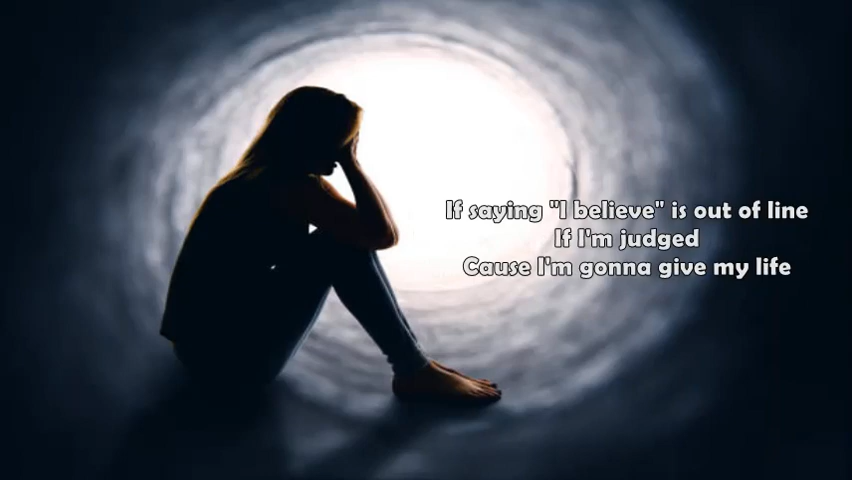 If saying "I believe" is out of line
If I'm judged
Cause I'm gonna give my life